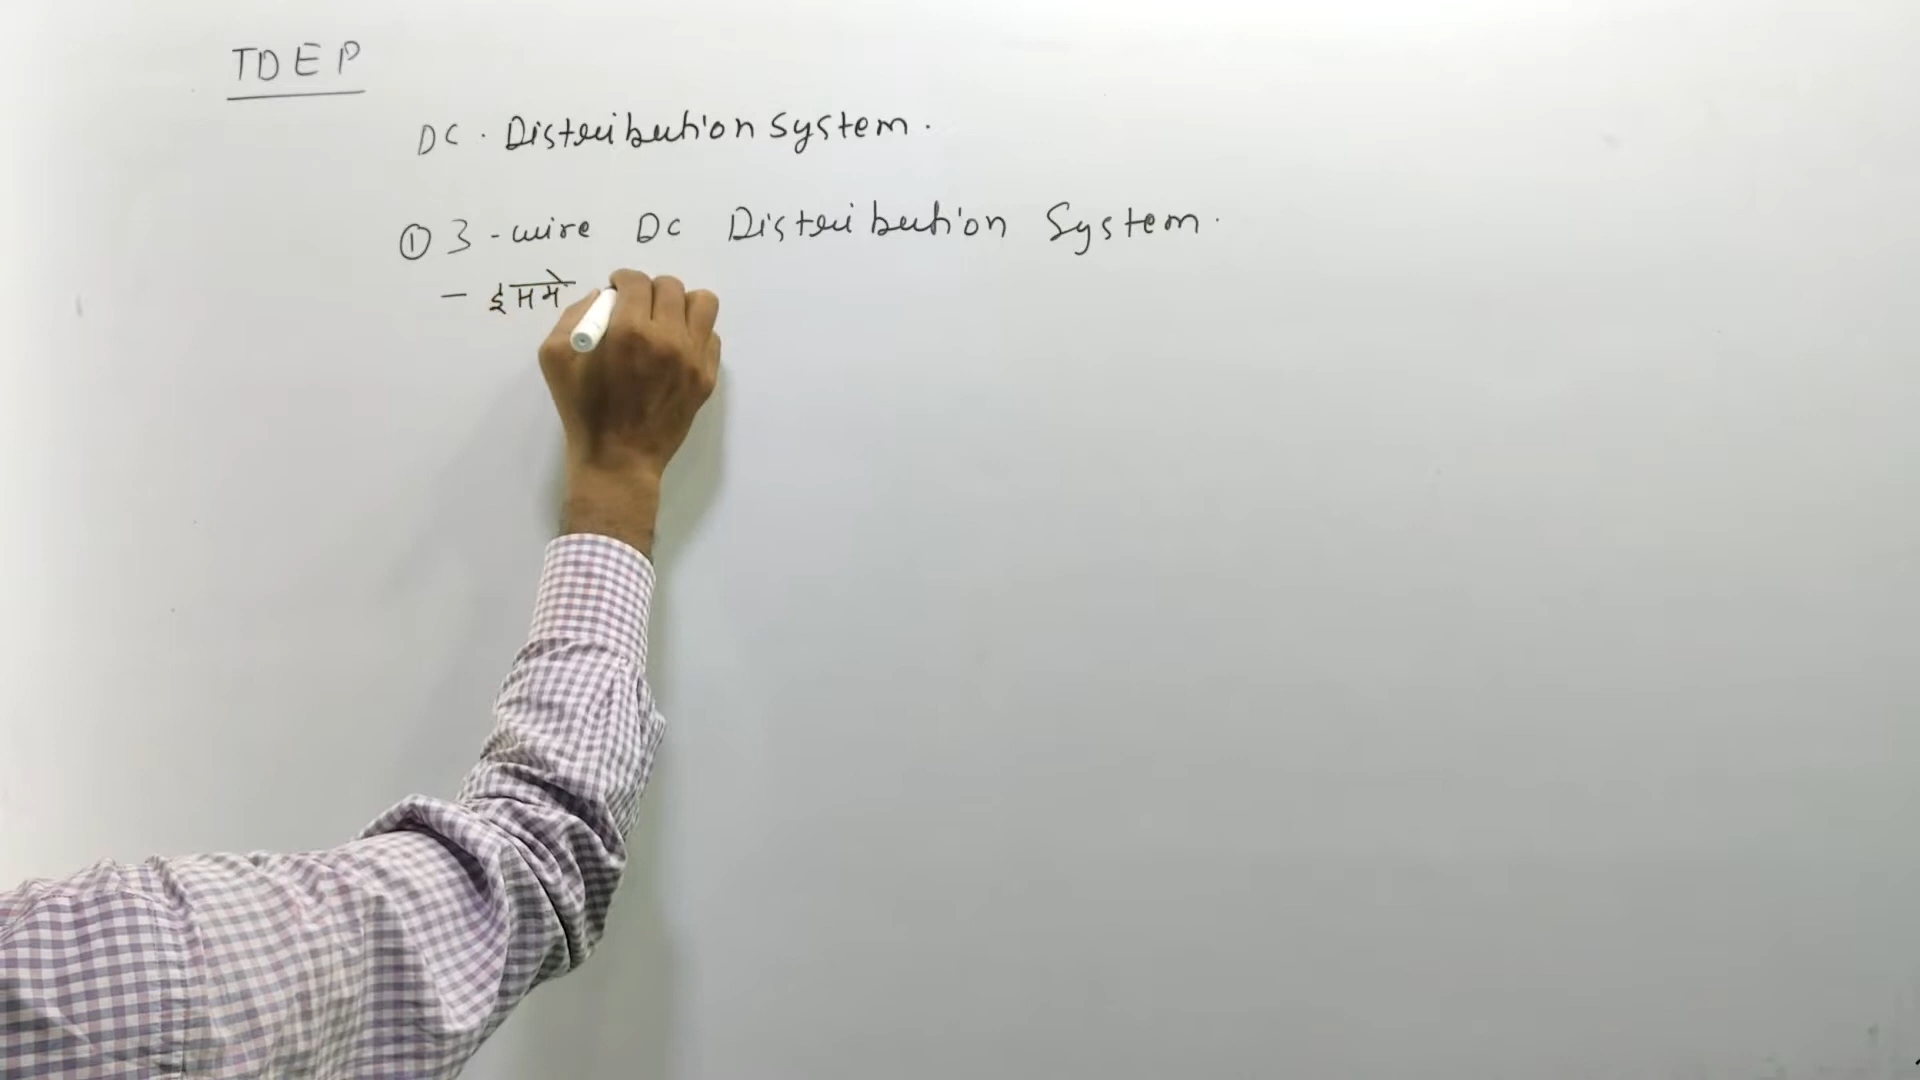 TDEP
DC. Distribution System.
① 3-wire DC Distribution System.
- इसमे